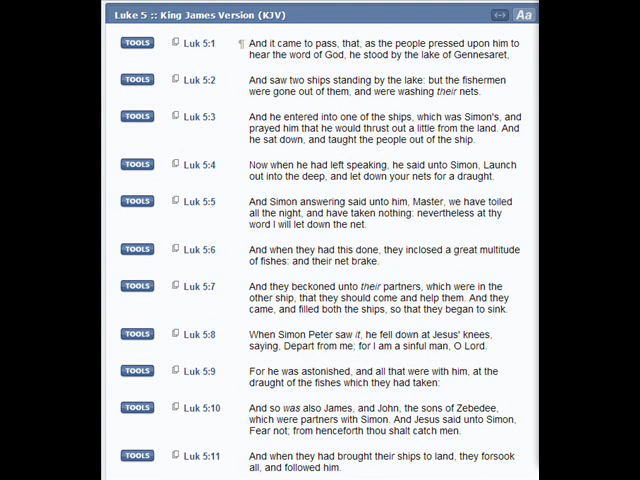 Luke 5 :: King James Version (KJV) Aa
TOOLS Luk 5:1 ¶ And it came to pass, that, as the people pressed upon him to
hear the word of God, he stood by the lake of Gennesaret,
TOOLS Luk 5:2 And saw two ships standing by the lake: but the fishermen
were gone out of them, and were washing their nets.
TOOLS Luk 5:3 And he entered into one of the ships, which was Simon's, and
prayed him that he would thrust out a little from the land. And
he sat down, and taught the people out of the ship.
TOOLS Luk 5:4 Now when he had left speaking, he said unto Simon, Launch
out into the deep, and let down your nets for a draught.
TOOLS Luk 5:5 And Simon answering said unto him, Master, we have toiled
all the night, and have taken nothing: nevertheless at thy
word I will let down the net.
TOOLS Luk 5:6 And when they had this done, they inclosed a great multitude
of fishes: and their net brake.
TOOLS Luk 5:7 And they beckoned unto their partners, which were in the
other ship, that they should come and help them. And they
came, and filled both the ships, so that they began to sink.
TOOLS Luk 5:8 When Simon Peter saw it, he fell down at Jesus' knees,
saying, Depart from me; for I am a sinful man, O Lord.
TOOLS Luk 5:9 For he was astonished, and all that were with him, at the
draught of the fishes which they had taken:
TOOLS Luk 5:10 And so was also James, and John, the sons of Zebedee,
which were partners with Simon. And Jesus said unto Simon,
Fear not; from henceforth thou shalt catch men.
TOOLS Luk 5:11 And when they had brought their ships to land, they forsook
all, and followed him.